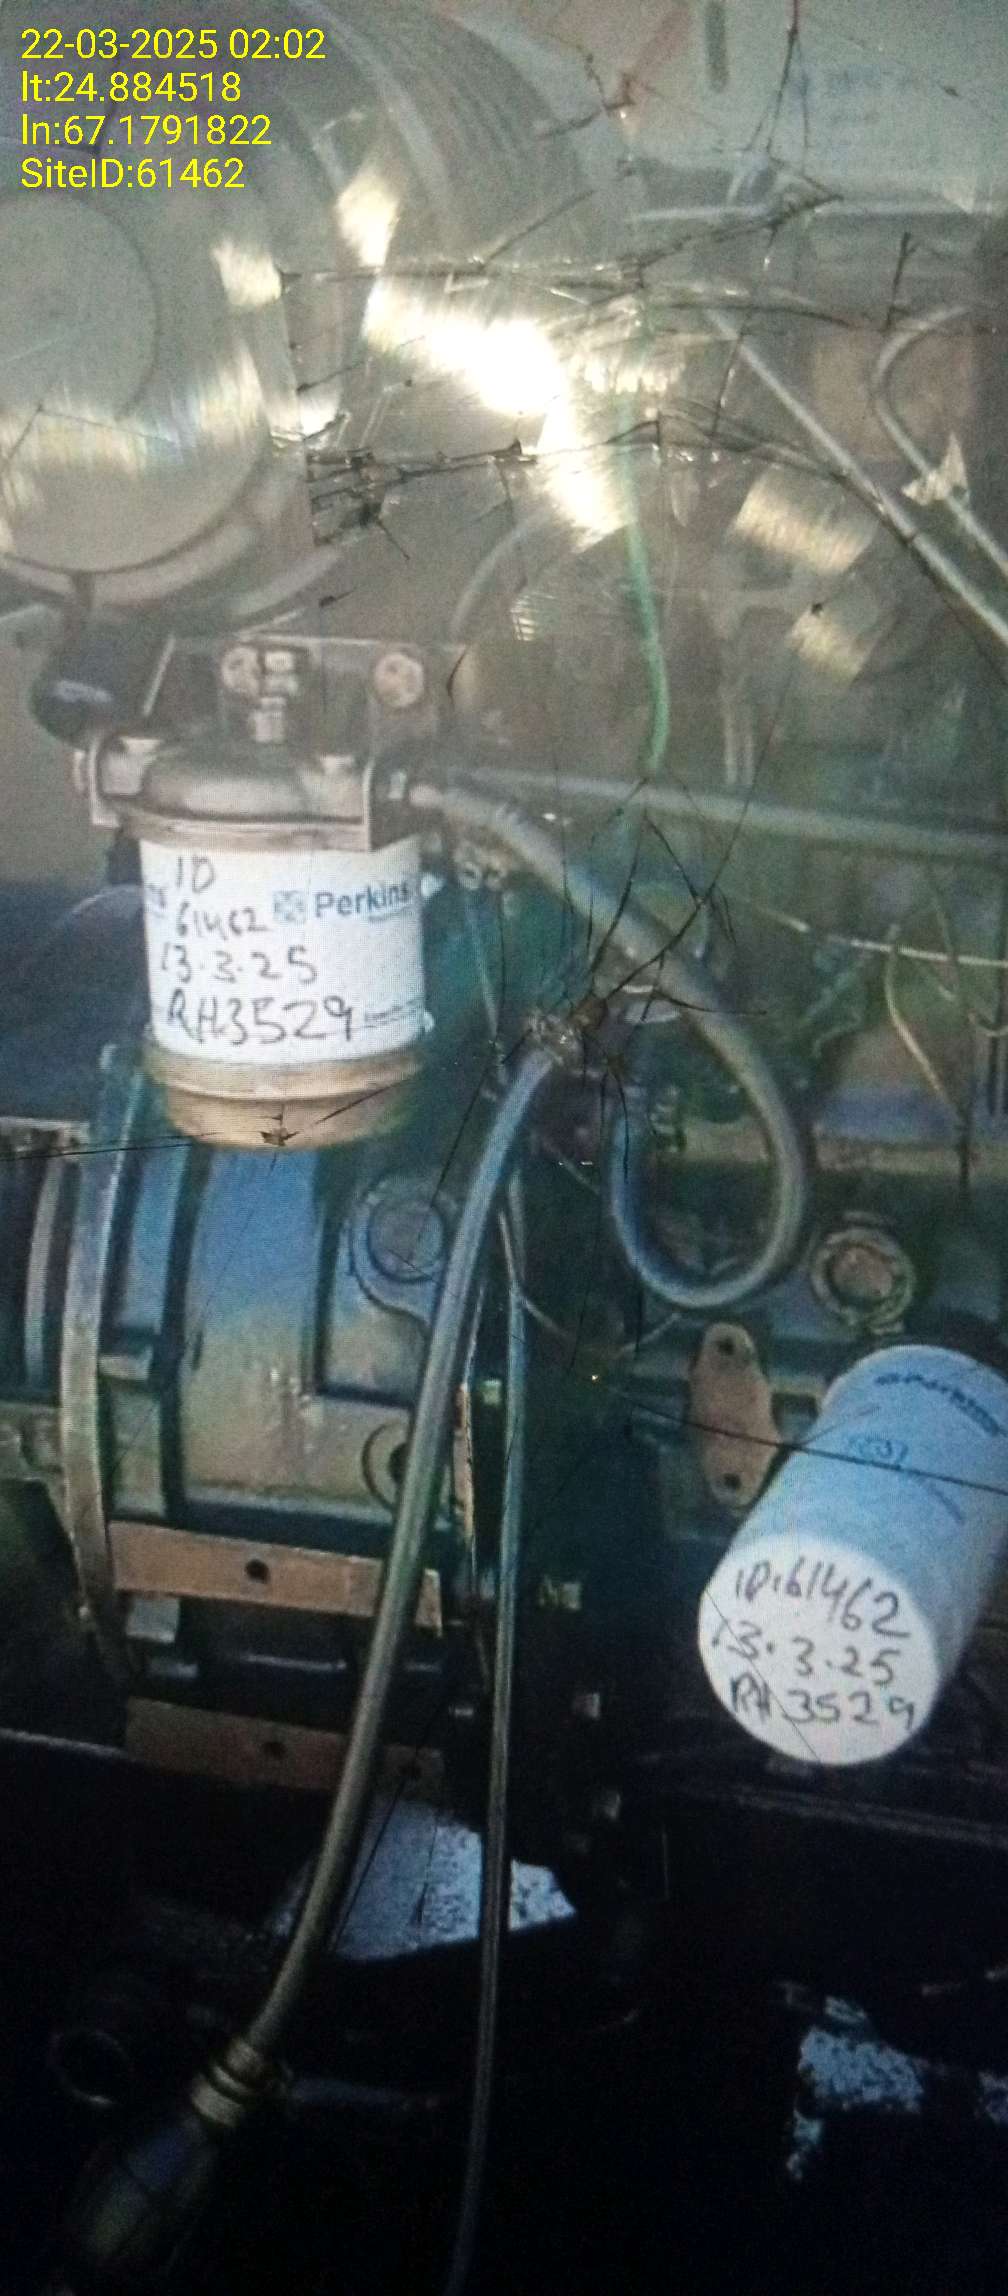 22-03-2025 02:02
lt:24.884518
ln:67.1791822
SiteID:61462
ID
61462
Perkins
13.3.25
RH3529
ID:61462
13.3.25
RH3529